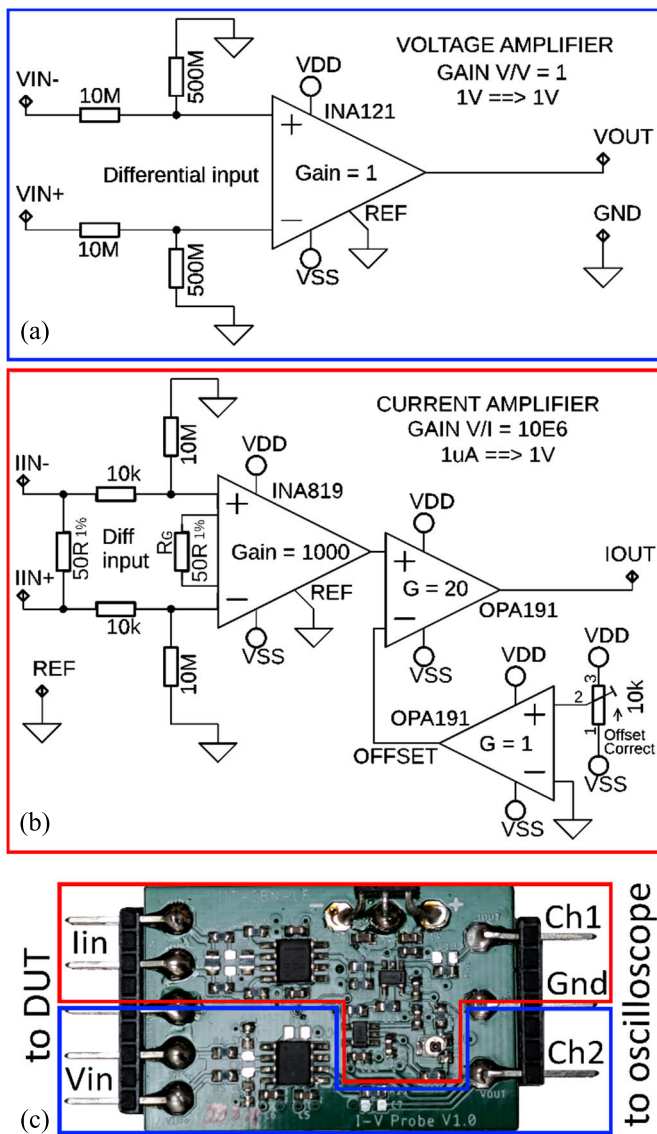 VOLTAGE AMPLIFIER
GAIN V/V = 1
1V ==> 1V
VIN-
10M
500M
VDD
INA121
+
Differential input
Gain = 1
VOUT
VIN+
10M
−
REF
GND
500M
VSS
(a)
CURRENT AMPLIFIER
GAIN V/I = 10E6
1uA ==> 1V
IIN-
10k
10M
VDD
INA819
+
50R 1%
Diff
input
RG
50R 1%
Gain = 1000
VDD
+
G = 20
IOUT
IIN+
−
REF
−
OPA191
10k
VSS
VSS
VDD
VDD
REF
10M
OPA191
+
2
3
10k
G = 1
1
Offset
Correct
OFFSET
−
VSS
VSS
(b)
to DUT
Iin
- +
IOUT
Ch1
Gnd
to oscilloscope
Vin
Ch2
VOUT
I-V Probe V1.0
(c)